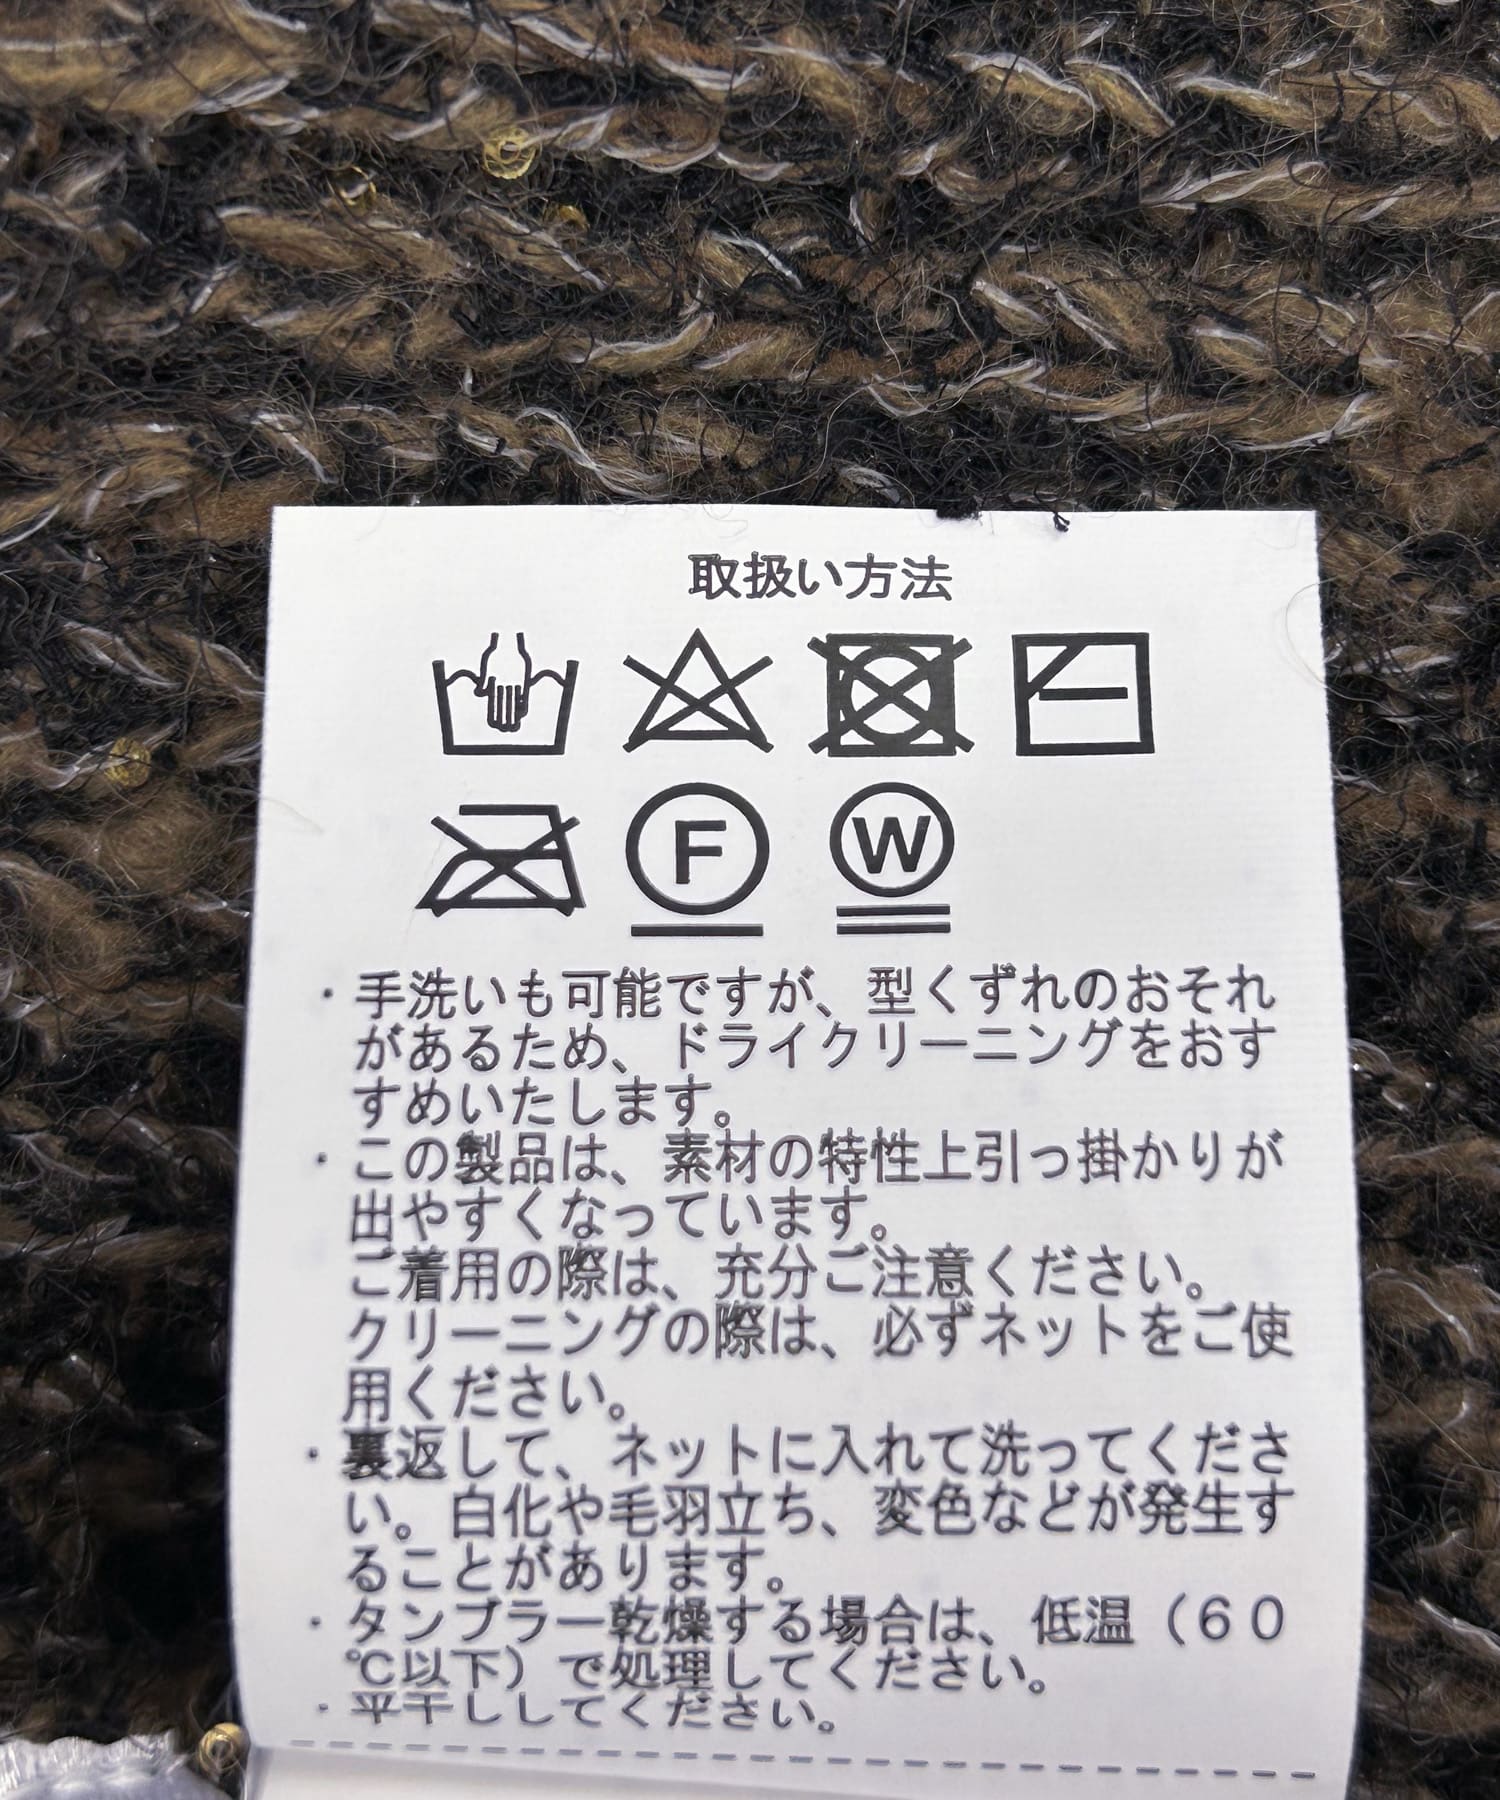 取扱い方法
F W
・手洗いも可能ですが、型くずれのおそれ
があるため、ドライクリーニングをおす
すめいたします。
・この製品は、素材の特性上引っ掛かりが
出やすくなっています。
ご着用の際は、充分ご注意ください。
クリーニングの際は、必ずネットをご使
用ください。
・裏返して、ネットに入れて洗ってくださ
い。白化や毛羽立ち、変色などが発生す
ることがあります。
・タンブラー乾燥する場合は、低温（６０
℃以下）で処理してください。
・平干ししてください。